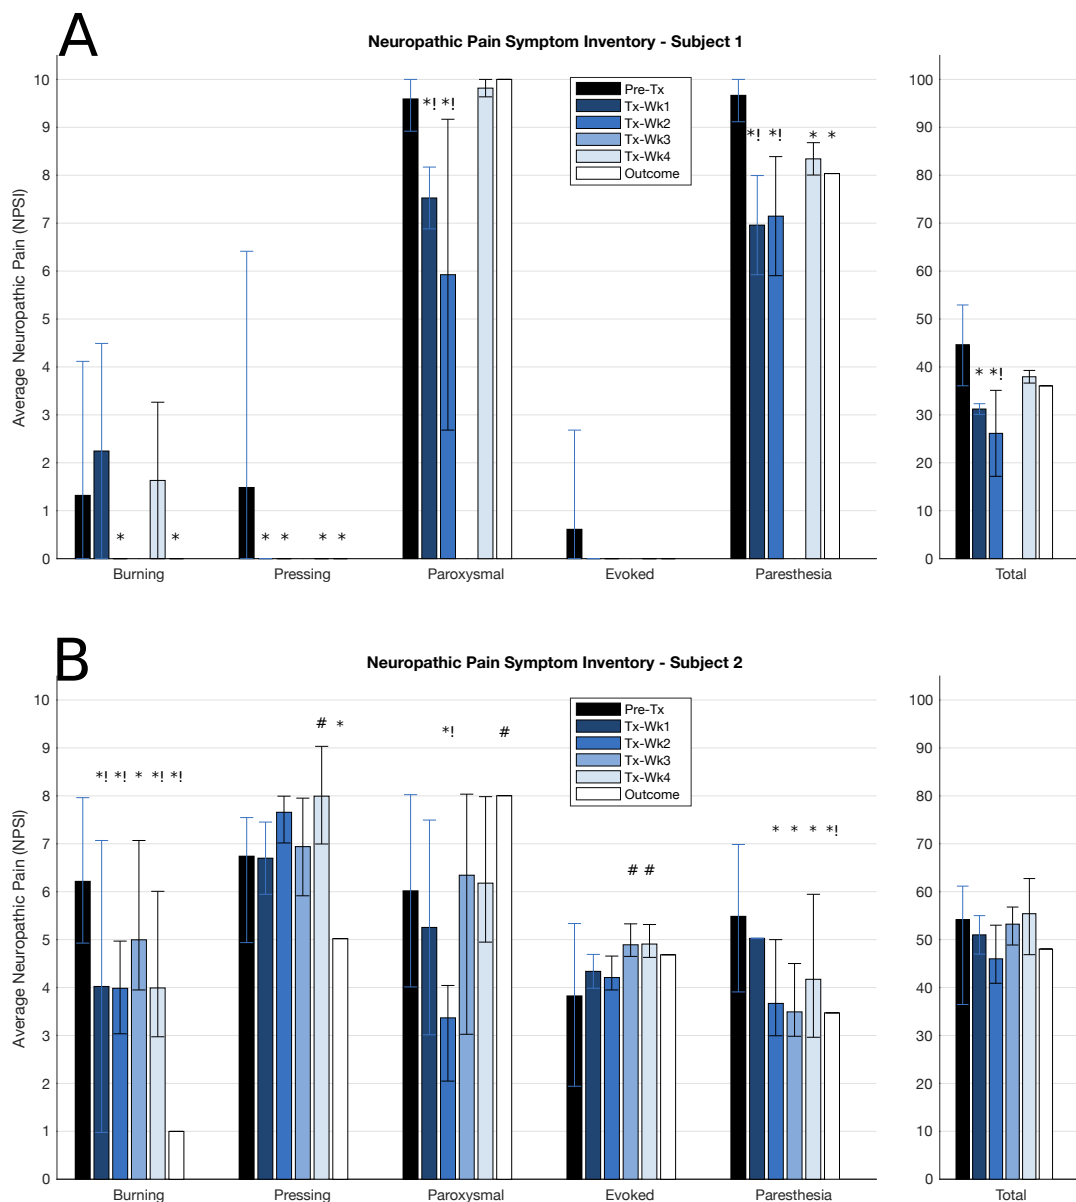 A
Neuropathic Pain Symptom Inventory - Subject 1
Average Neuropathic Pain (NPSI)
10
9
8
7
6
5
4
3
2
1
0
Pre-Tx
Tx-Wk1
Tx-Wk2
Tx-Wk3
Tx-Wk4
Outcome
*! *!
*! *! * *
* *
* * * *
Burning Pressing Paroxysmal Evoked Paresthesia
100
90
80
70
60
50
40
30
20
10
0
* *!
Total
B
Neuropathic Pain Symptom Inventory - Subject 2
Average Neuropathic Pain (NPSI)
10
9
8
7
6
5
4
3
2
1
0
Pre-Tx
Tx-Wk1
Tx-Wk2
Tx-Wk3
Tx-Wk4
Outcome
*! *! * *! *!
# *
*! #
# #
* * * *!
Burning Pressing Paroxysmal Evoked Paresthesia
100
90
80
70
60
50
40
30
20
10
0
Total